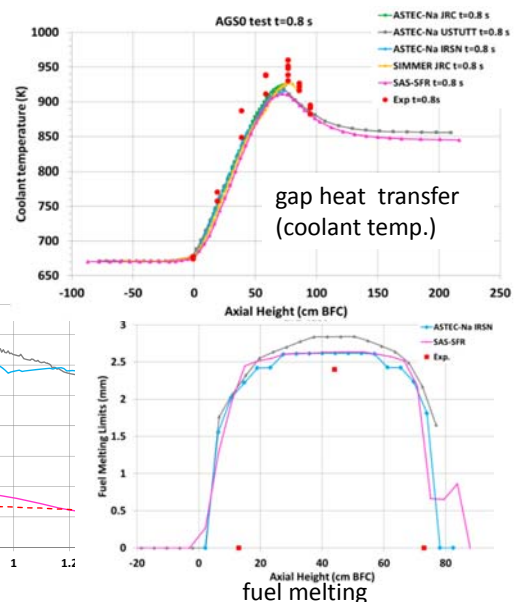 AGS0 test t=0.8 s
ASTEC-Na JRC t=0.8 s
ASTEC-Na USTUTT t=0.8 s
ASTEC-Na IRSN t=0.8 s
SIMMER JRC t=0.8 s
SAS-SFR t=0.8 s
Exp t=0.8s
Coolant temperature (K)
1000
950
900
850
800
750
700
650
gap heat transfer
(coolant temp.)
-100 -50 0 50 100 150 200 250
Axial Height (cm BFC)
ASTEC-Na IRSN
SAS-SFR
Exp.
Fuel Melting Limits (mm)
3
2.5
2
1.5
1
0.5
0
-20 0 20 40 60 80
Axial Height (cm BFC)
fuel melting
1